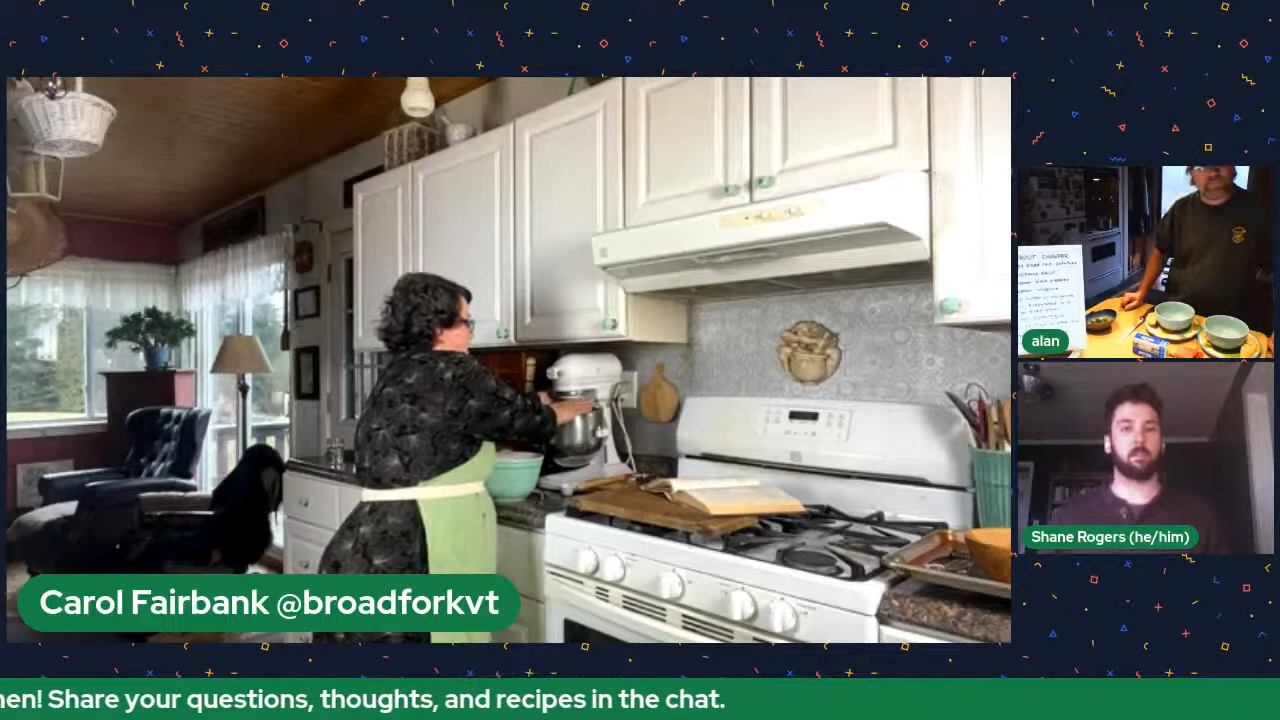 Carol Fairbank @broadforkvt
alan
Shane Rogers (he/him)
hen! Share your questions, thoughts, and recipes in the chat.